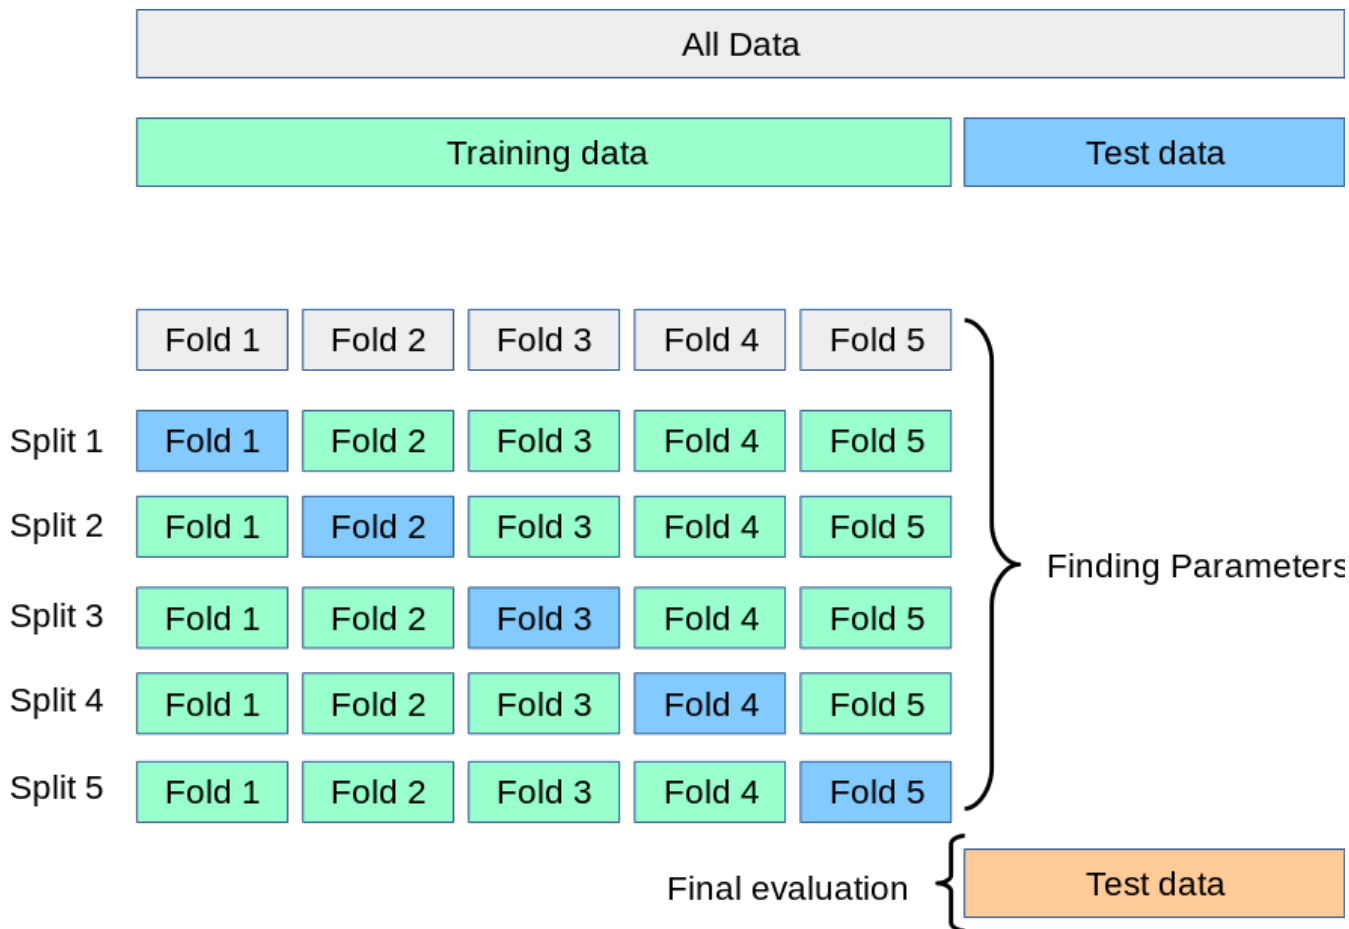 All Data
Training data Test data
Fold 1 Fold 2 Fold 3 Fold 4 Fold 5
Split 1 Fold 1 Fold 2 Fold 3 Fold 4 Fold 5
Split 2 Fold 1 Fold 2 Fold 3 Fold 4 Fold 5
Finding Parameters
Split 3 Fold 1 Fold 2 Fold 3 Fold 4 Fold 5
Split 4 Fold 1 Fold 2 Fold 3 Fold 4 Fold 5
Split 5 Fold 1 Fold 2 Fold 3 Fold 4 Fold 5
Final evaluation Test data